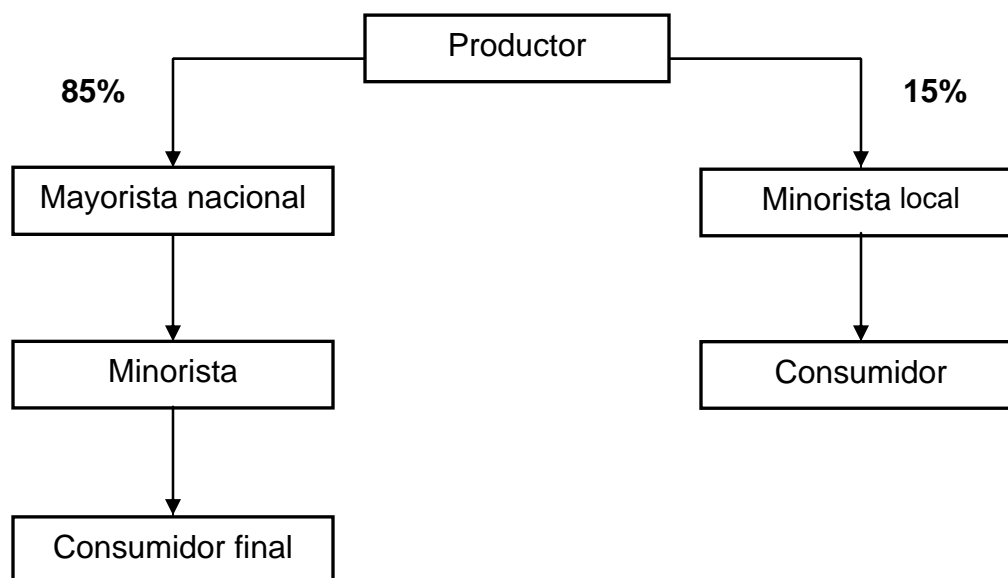 Productor
85%
15%
Mayorista nacional
Minorista local
Minorista
Consumidor
Consumidor final